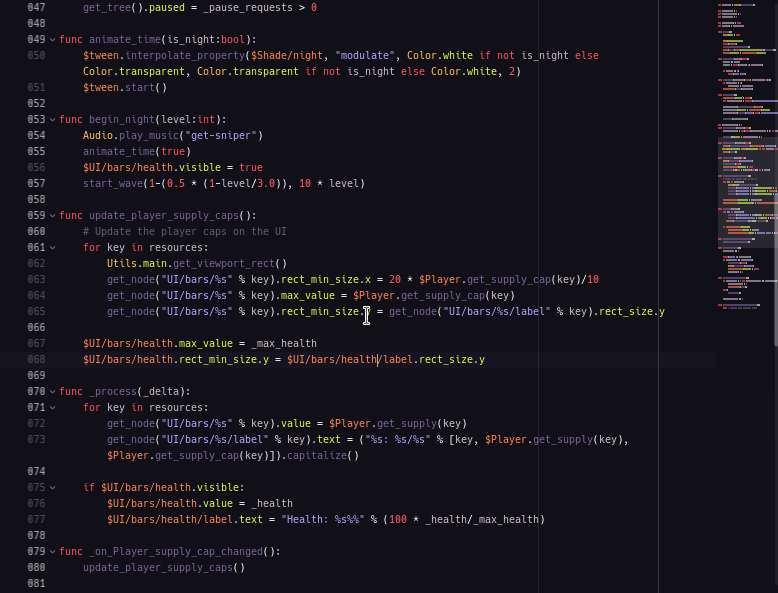 047 get_tree().paused = _pause_requests > 0
048
049 func animate_time(is_night:bool):
050 $tween.interpolate_property($Shade/night, "modulate", Color.white if not is_night else
Color.transparent, Color.transparent if not is_night else Color.white, 2)
051 $tween.start()
052
053 func begin_night(level:int):
054 Audio.play_music("get-sniper")
055 animate_time(true)
056 $UI/bars/health.visible = true
057 start_wave(1-(0.5 * (1-level/3.0)), 10 * level)
058
059 func update_player_supply_caps():
060 # Update the player caps on the UI
061 for key in resources:
062 Utils.main.get_viewport_rect()
063 get_node("UI/bars/%s" % key).rect_min_size.x = 20 * $Player.get_supply_cap(key)/10
064 get_node("UI/bars/%s" % key).max_value = $Player.get_supply_cap(key)
065 get_node("UI/bars/%s" % key).rect_min_size. = get_node("UI/bars/%s/label" % key).rect_size.y
066
067 $UI/bars/health.max_value = _max_health
068 $UI/bars/health.rect_min_size.y = $UI/bars/health/label.rect_size.y
069
070 func _process(_delta):
071 for key in resources:
072 get_node("UI/bars/%s" % key).value = $Player.get_supply(key)
073 get_node("UI/bars/%s/label" % key).text = ("%s: %s/%s" % [key, $Player.get_supply(key),
$Player.get_supply_cap(key)]).capitalize()
074
075 if $UI/bars/health.visible:
076 $UI/bars/health.value = _health
077 $UI/bars/health/label.text = "Health: %s%%" % (100 * _health/_max_health)
078
079 func _on_Player_supply_cap_changed():
080 update_player_supply_caps()
081